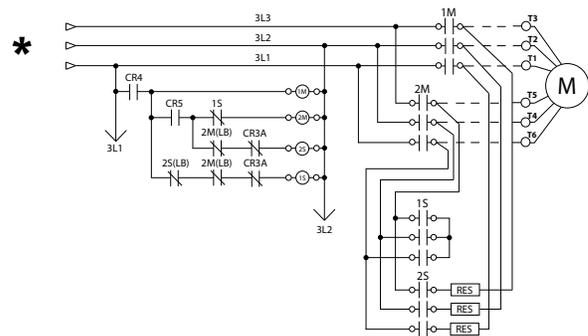 *
3L3
3L2
3L1
1M
T3
T2
T1
M
CR4
1M
CR5
1S
2M
2M(LB)
CR3A
2S
2S(LB)
2M(LB)
CR3A
1S
3L1
3L2
2M
T5
T4
T6
1S
2S
RES
RES
RES